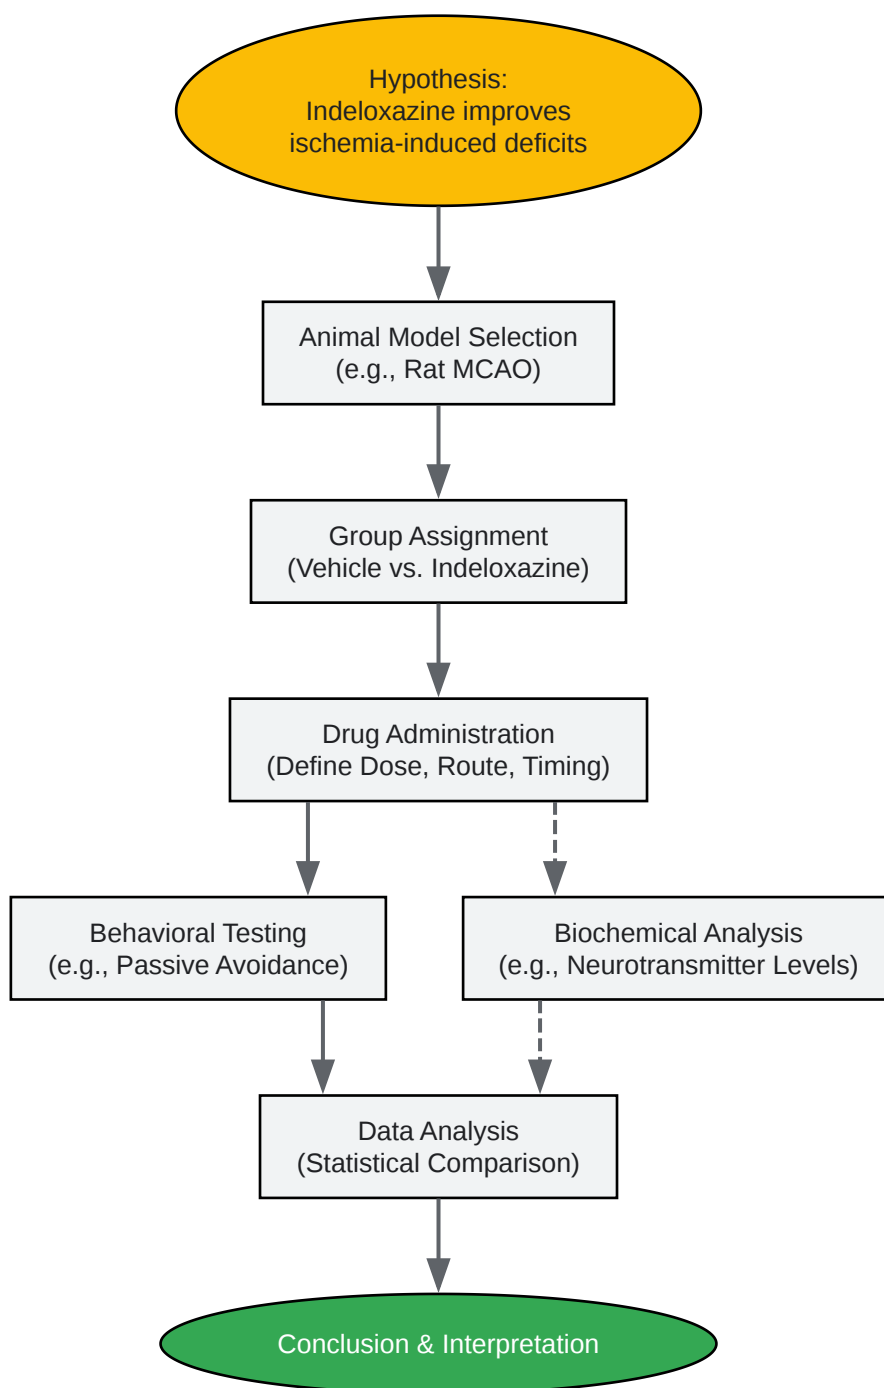 Hypothesis:
Indeloxazine improves
ischemia-induced deficits
Animal Model Selection
(e.g., Rat MCAO)
Group Assignment
(Vehicle vs. Indeloxazine)
Drug Administration
(Define Dose, Route, Timing)
Behavioral Testing
(e.g., Passive Avoidance)
Biochemical Analysis
(e.g., Neurotransmitter Levels)
Data Analysis
(Statistical Comparison)
Conclusion & Interpretation